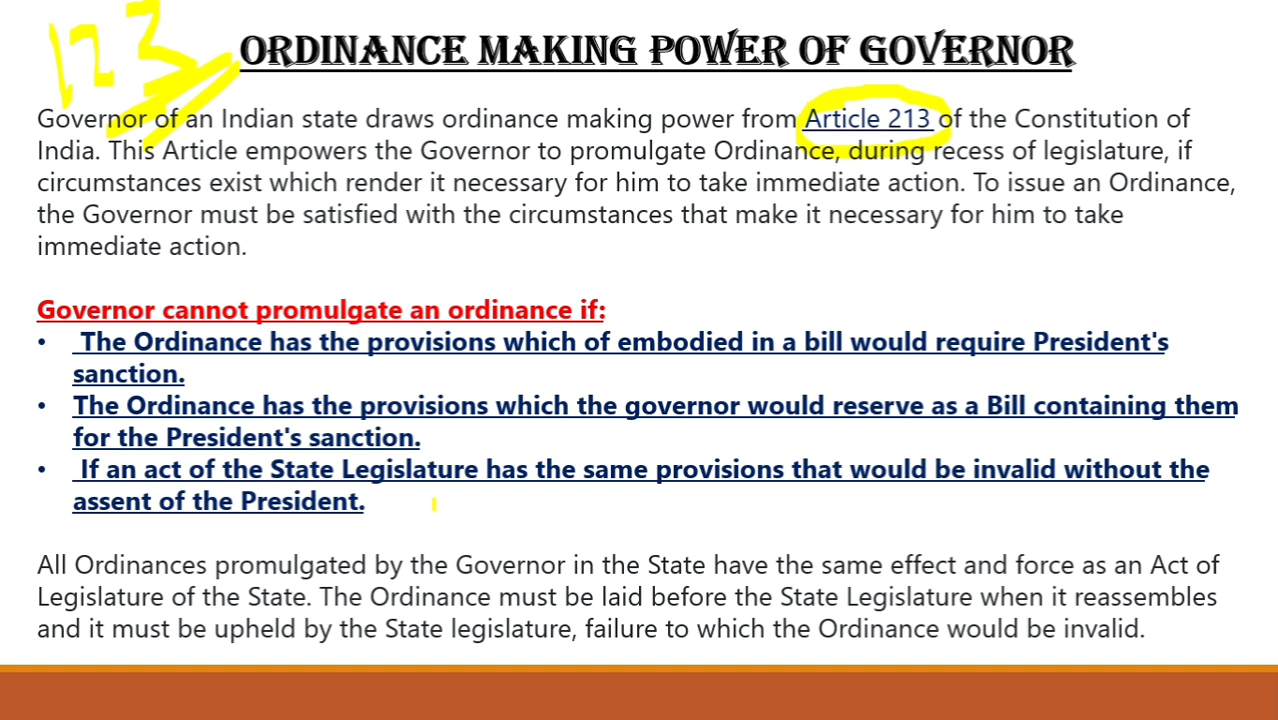 123
ORDINANCE MAKING POWER OF GOVERNOR
Governor of an Indian state draws ordinance making power from Article 213 of the Constitution of
India. This Article empowers the Governor to promulgate Ordinance, during recess of legislature, if
circumstances exist which render it necessary for him to take immediate action. To issue an Ordinance,
the Governor must be satisfied with the circumstances that make it necessary for him to take
immediate action.
Governor cannot promulgate an ordinance if:
• The Ordinance has the provisions which of embodied in a bill would require President's
sanction.
• The Ordinance has the provisions which the governor would reserve as a Bill containing them
for the President's sanction.
• If an act of the State Legislature has the same provisions that would be invalid without the
assent of the President.
All Ordinances promulgated by the Governor in the State have the same effect and force as an Act of
Legislature of the State. The Ordinance must be laid before the State Legislature when it reassembles
and it must be upheld by the State legislature, failure to which the Ordinance would be invalid.